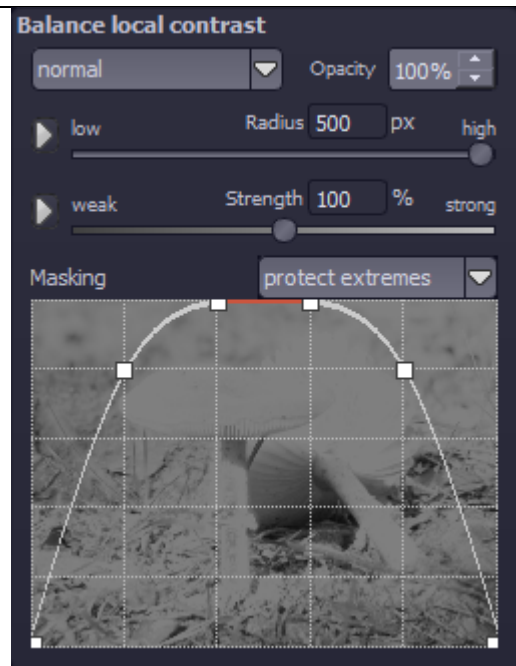 Balance local contrast
normal Opacity 100%
low Radius 500 px high
weak Strength 100 % strong
Masking protect extremes